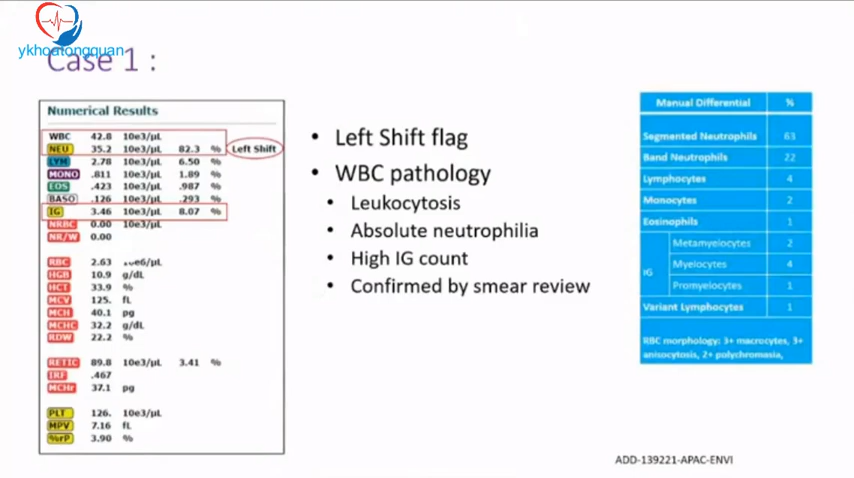 ykhoatongquan
Case 1 :
Numerical Results
WBC 42.8 10e3/µL
NEU 35.2 10e3/µL 82.3 % Left Shift
LYM 2.78 10e3/µL 6.50 %
MONO .811 10e3/µL 1.89 %
EOS .423 10e3/µL .987 %
BASO .126 10e3/µL .293 %
IG 3.46 10e3/µL 8.07 %
NRBC 0.00 10e3/µL
NR/W 0.00
RBC 2.63
HGB 10.9 g/dL
HCT 33.9 %
MCV 125. fL
MCH 40.1 pg
MCHC 32.2 g/dL
RDW 22.2 %
RETIC 89.8 10e3/µL 3.41 %
IRF .467
MCHr 37.1 pg
PLT 126. 10e3/µL
MPV 7.16 fL
%rP 3.90 %
• Left Shift flag
• WBC pathology
• Leukocytosis
• Absolute neutrophilia
• High IG count
• Confirmed by smear review
Manual Differential %
Segmented Neutrophils 63
Band Neutrophils 22
Lymphocytes 4
Monocytes 2
Eosinophils 1
IG
Metamyelocytes 2
Myelocytes 4
Promyelocytes 1
Variant Lymphocytes 1
RBC morphology: 3+ macrocytes, 3+
anisocytosis, 2+ polychromasia,
ADD-139221-APAC-ENVI